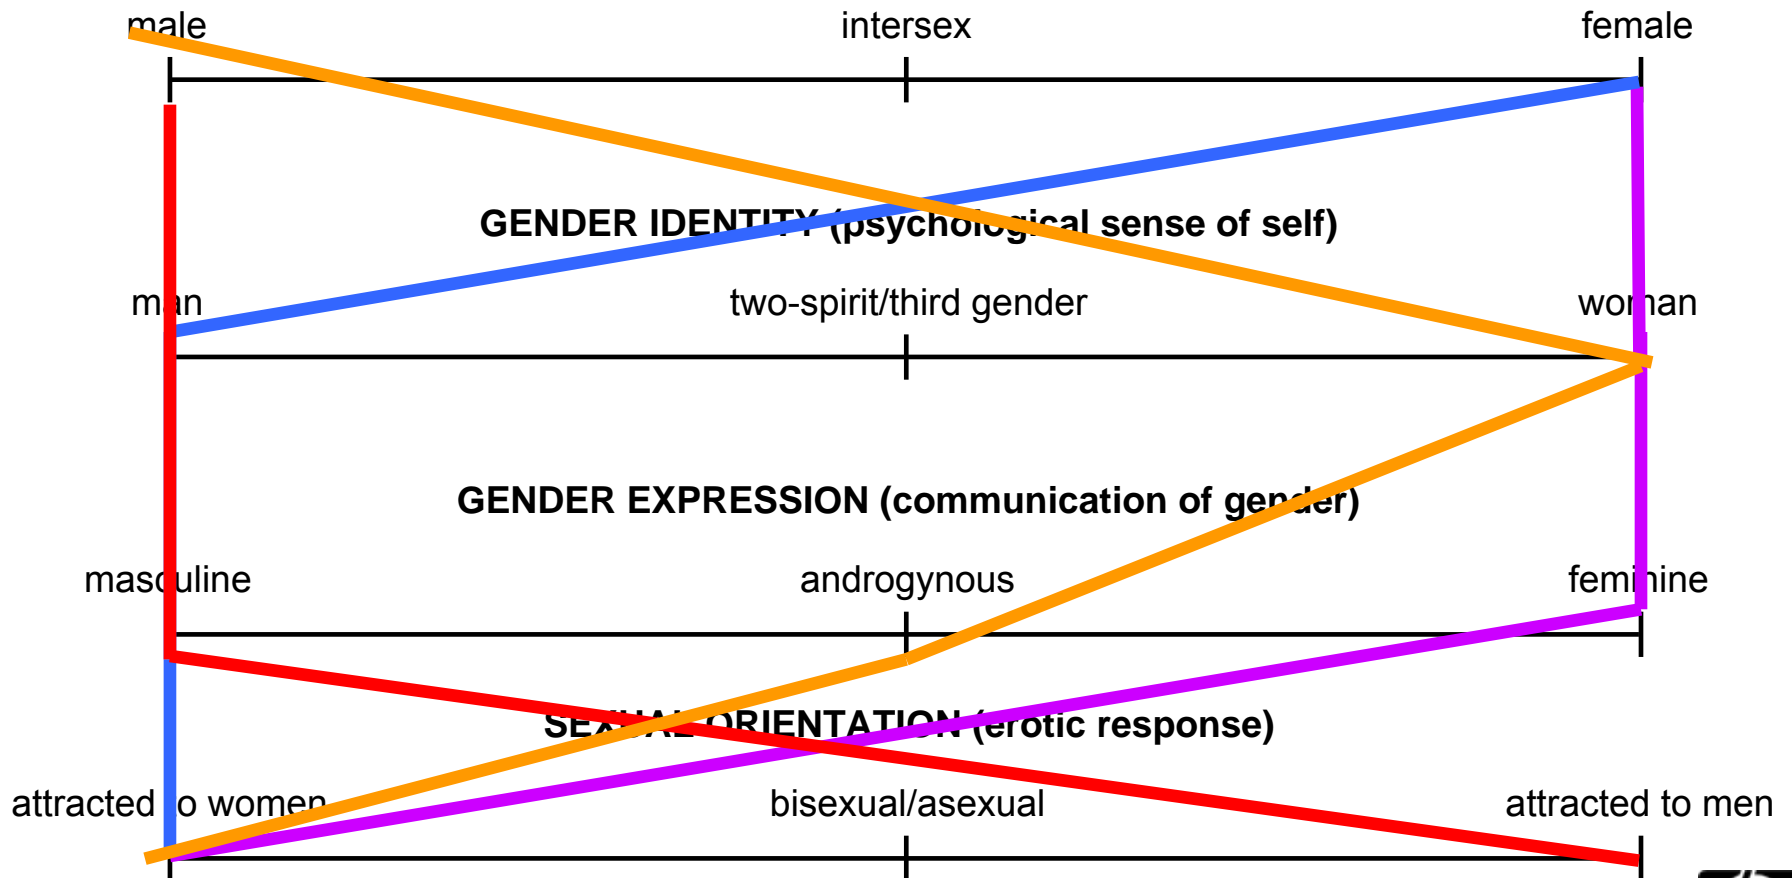 male intersex female
GENDER IDENTITY (psychological sense of self)
man two-spirit/third gender woman
GENDER EXPRESSION (communication of gender)
masculine androgynous feminine
SEXUAL ORIENTATION (erotic response)
attracted to women bisexual/asexual attracted to men